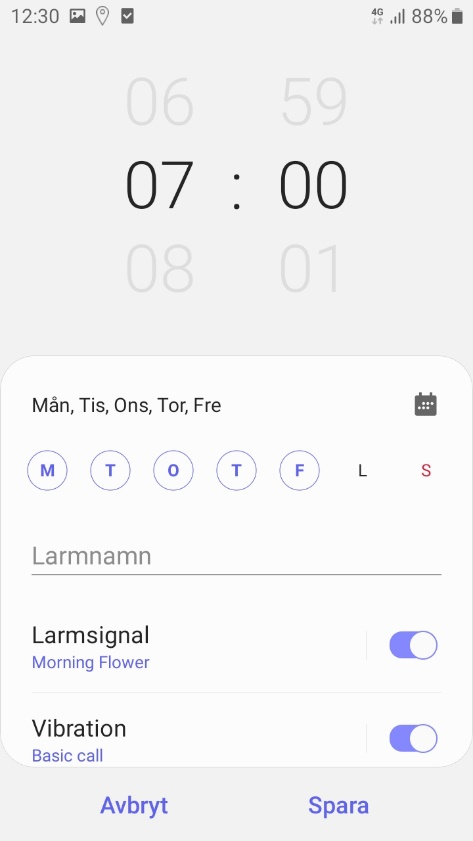 12:30 4G 88%
06 59
07 : 00
08 01
Mån, Tis, Ons, Tor, Fre
M T O T F L S
Larmnamn
Larmsignal
Morning Flower
Vibration
Basic call
Avbryt Spara